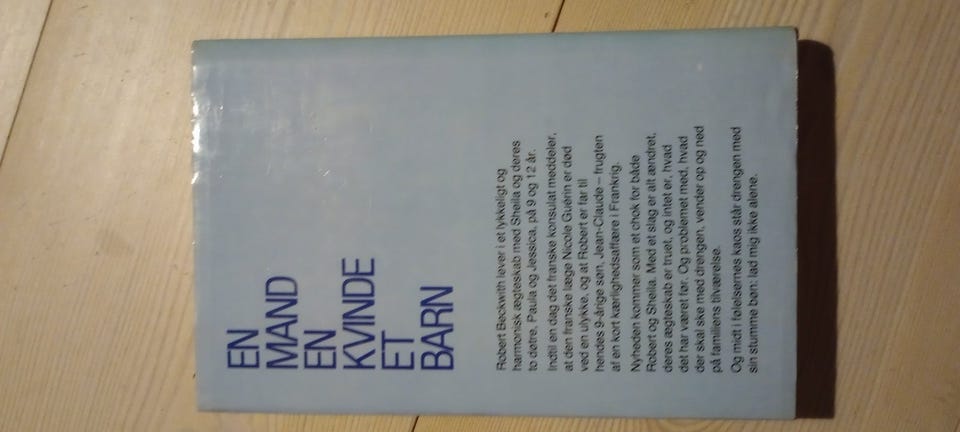 EN
MAND
EN
KVINDE
ET
BARN
Robert Beckwith lever i et lykkeligt og
harmonisk ægteskab med Sheila og deres
to døtre, Paula og Jessica, på 9 og 12 år.
Indtil en dag det franske konsulat meddeler,
at den franske læge Nicole Guérin er død
ved en ulykke, og at Robert er far til
hendes 9-årige søn, Jean-Claude – frugten
af en kort kærlighedsaffære i Frankrig.
Nyheden kommer som et chok for både
Robert og Sheila. Med et slag er alt ændret,
deres ægteskab er truet, og intet er, hvad
det har været før. Og problemet med, hvad
der skal ske med drengen, vender op og ned
på familiens tilværelse.
Og midt i følelsernes kaos står drengen med
sin stumme bøn: lad mig ikke alene.